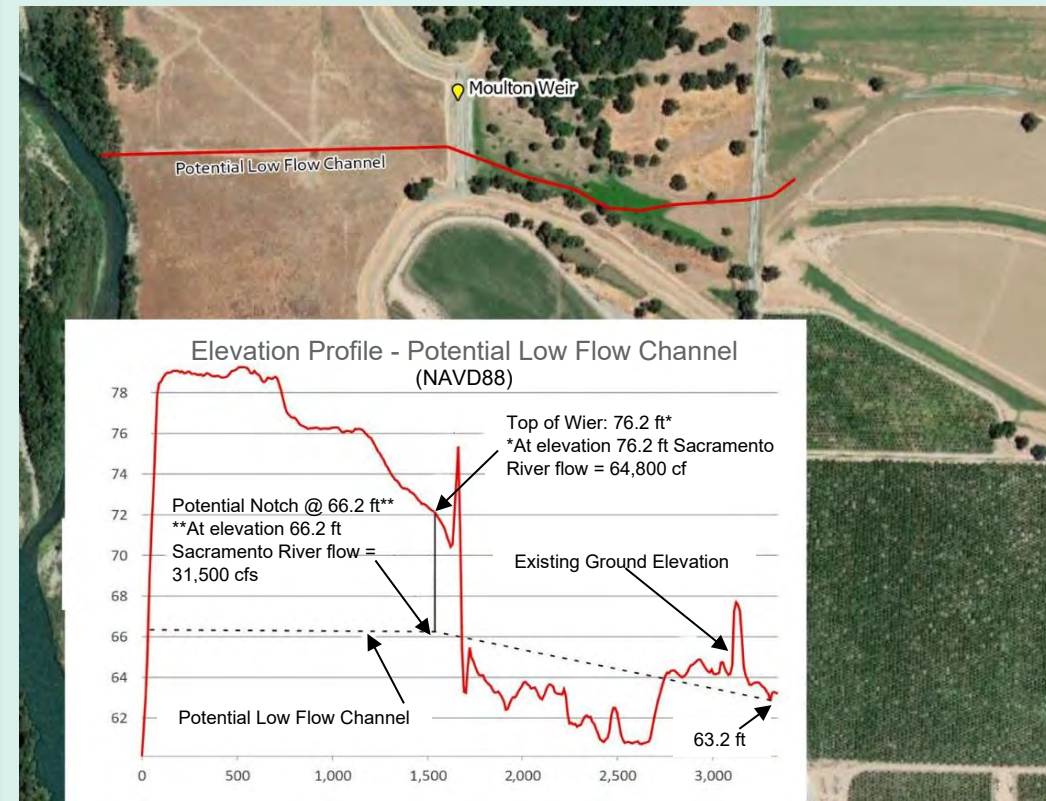 Moulton Weir
Potential Low Flow Channel
Elevation Profile - Potential Low Flow Channel
(NAVD88)
78
76
74
72
70
68
66
64
62
Top of Wier: 76.2 ft*
*At elevation 76.2 ft Sacramento
River flow = 64,800 cf
Potential Notch @ 66.2 ft**
**At elevation 66.2 ft
Sacramento River flow =
31,500 cfs
Existing Ground Elevation
Potential Low Flow Channel
63.2 ft
0
500
1,000
1,500
2,000
2,500
3,000